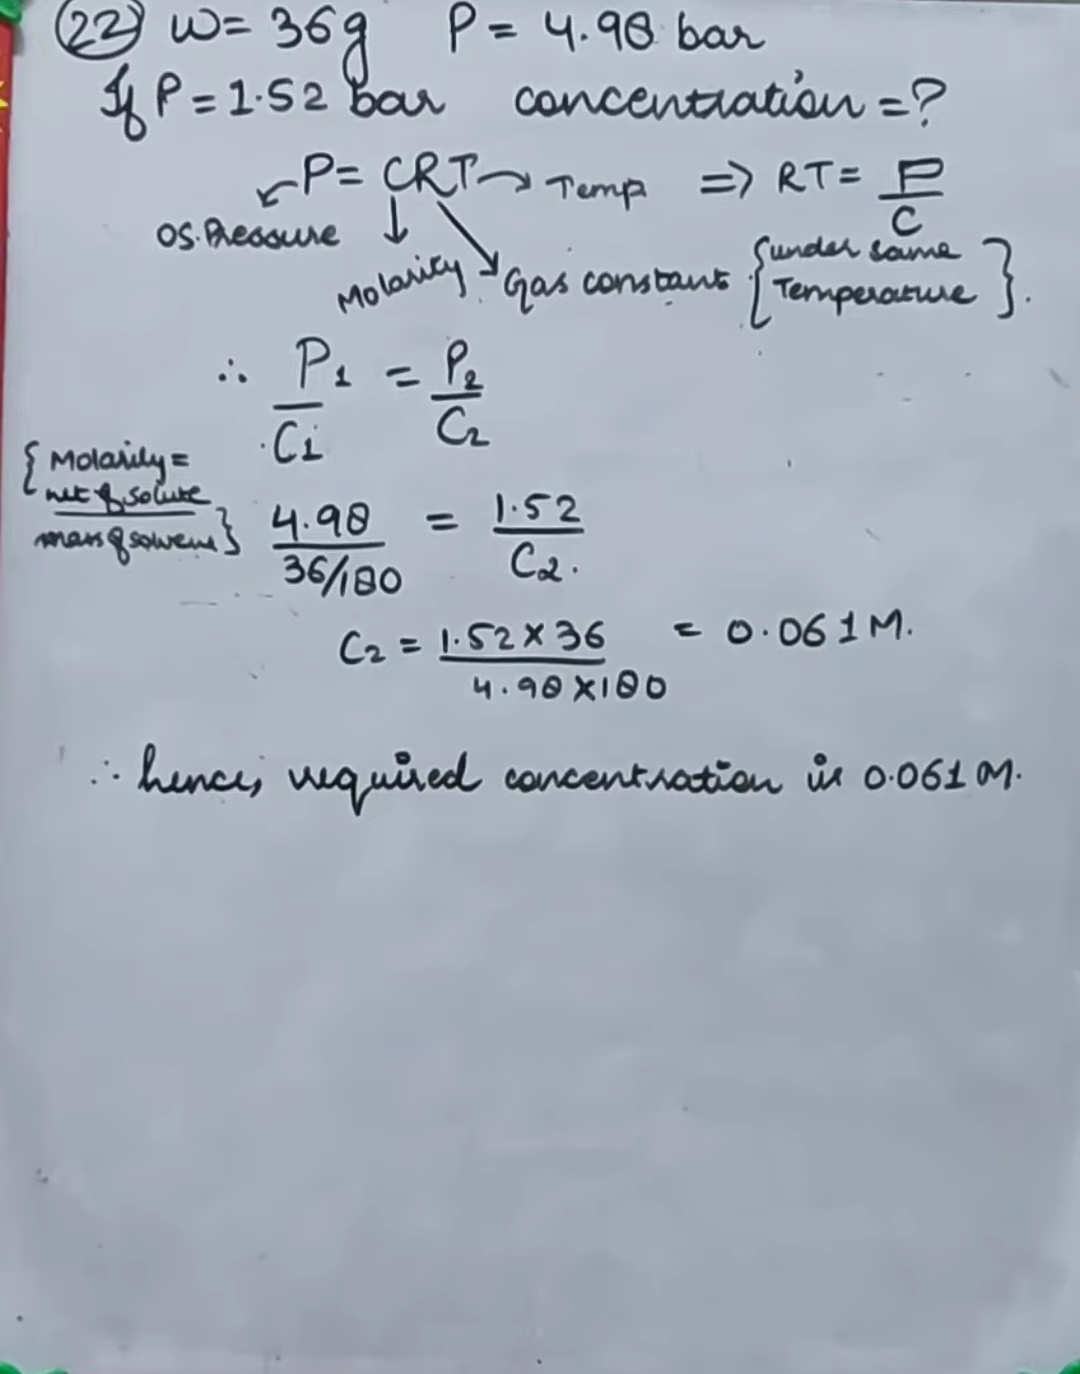 (22) W= 36g P= 4.98 bar
If P=1.52 bar concentration=?
P= CRT → Temp ⇒ RT= P/C
OS.Pressure
Molarity Gas constant {under same Temperature}.
∴ P1/C1 = P2/C2
{Molarity=
wt of solute
mass of solvent}
4.98/36/180 = 1.52/C2.
C2 = 1.52×36/4.98×180 = 0.061M.
∴ hence, required concentration is 0.061M.